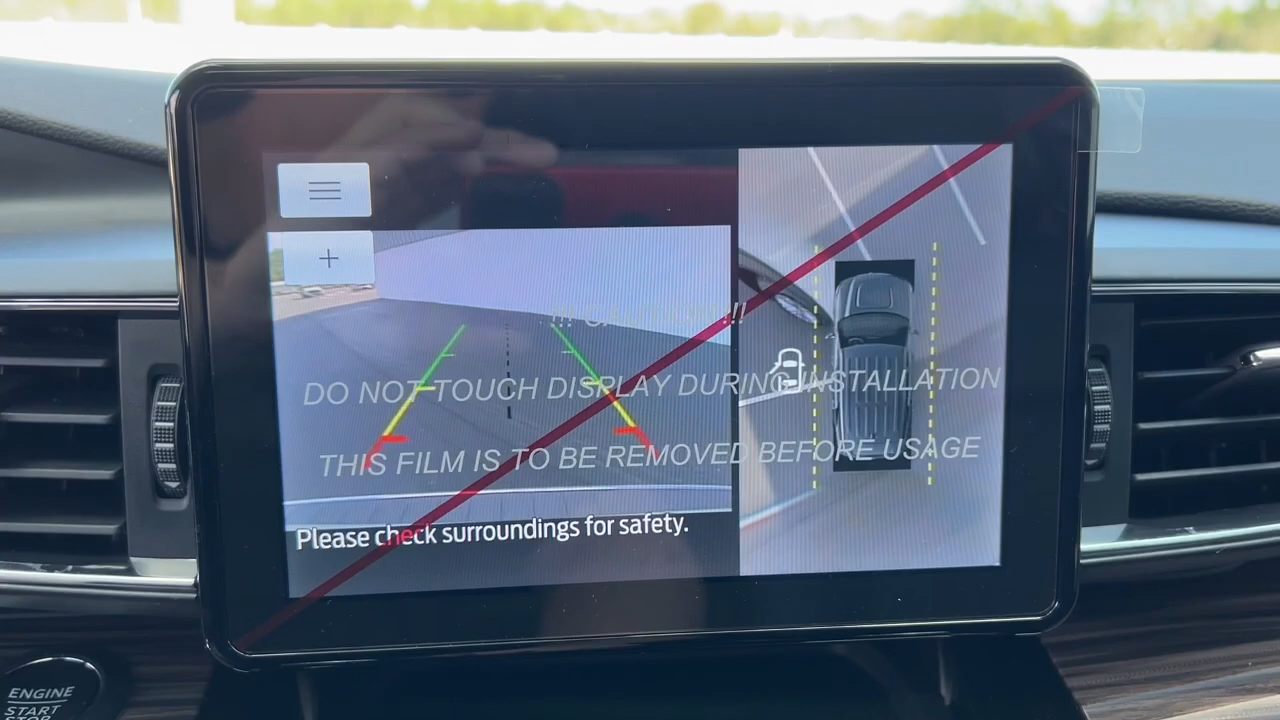 !!! CAUTION !!!
DO NOT TOUCH DISPLAY DURING INSTALLATION
THIS FILM IS TO BE REMOVED BEFORE USAGE
Please check surroundings for safety.
ENGINE
START
STOP